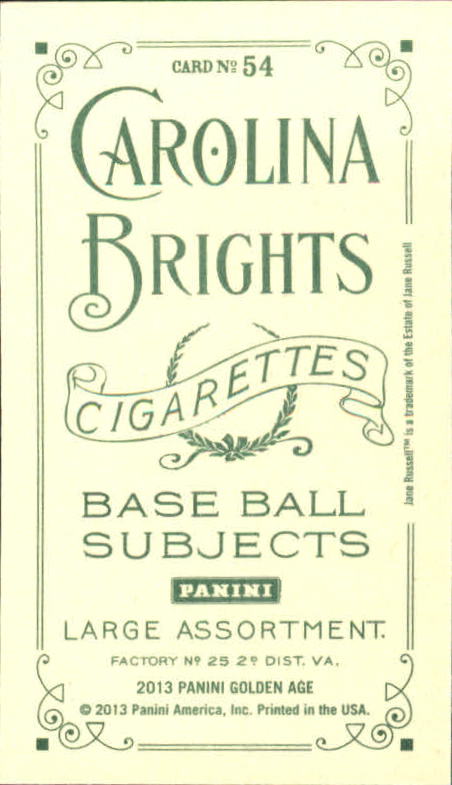 CARD Nº 54
CAROLINA
BRIGHTS
CIGARETTES
BASE BALL
SUBJECTS
PANINI
LARGE ASSORTMENT.
FACTORY Nº 25 2º DIST. VA.
2013 PANINI GOLDEN AGE
© 2013 Panini America, Inc. Printed in the USA.
Jane Russell™ is a trademark of the Estate of Jane Russell